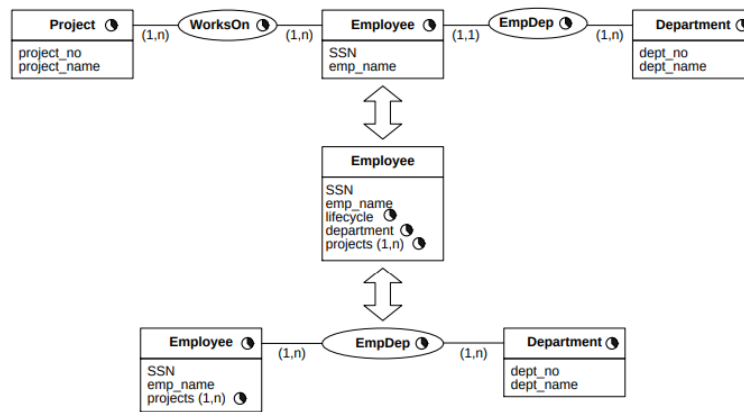 Project WorksOn Employee EmpDep Department
(1,n) (1,n) (1,1) (1,n)
project_no SSN dept_no
project_name emp_name dept_name
Employee
SSN
emp_name
lifecycle
department
projects (1,n)
Employee (1,n) EmpDep (1,n) Department
SSN dept_no
emp_name dept_name
projects (1,n)